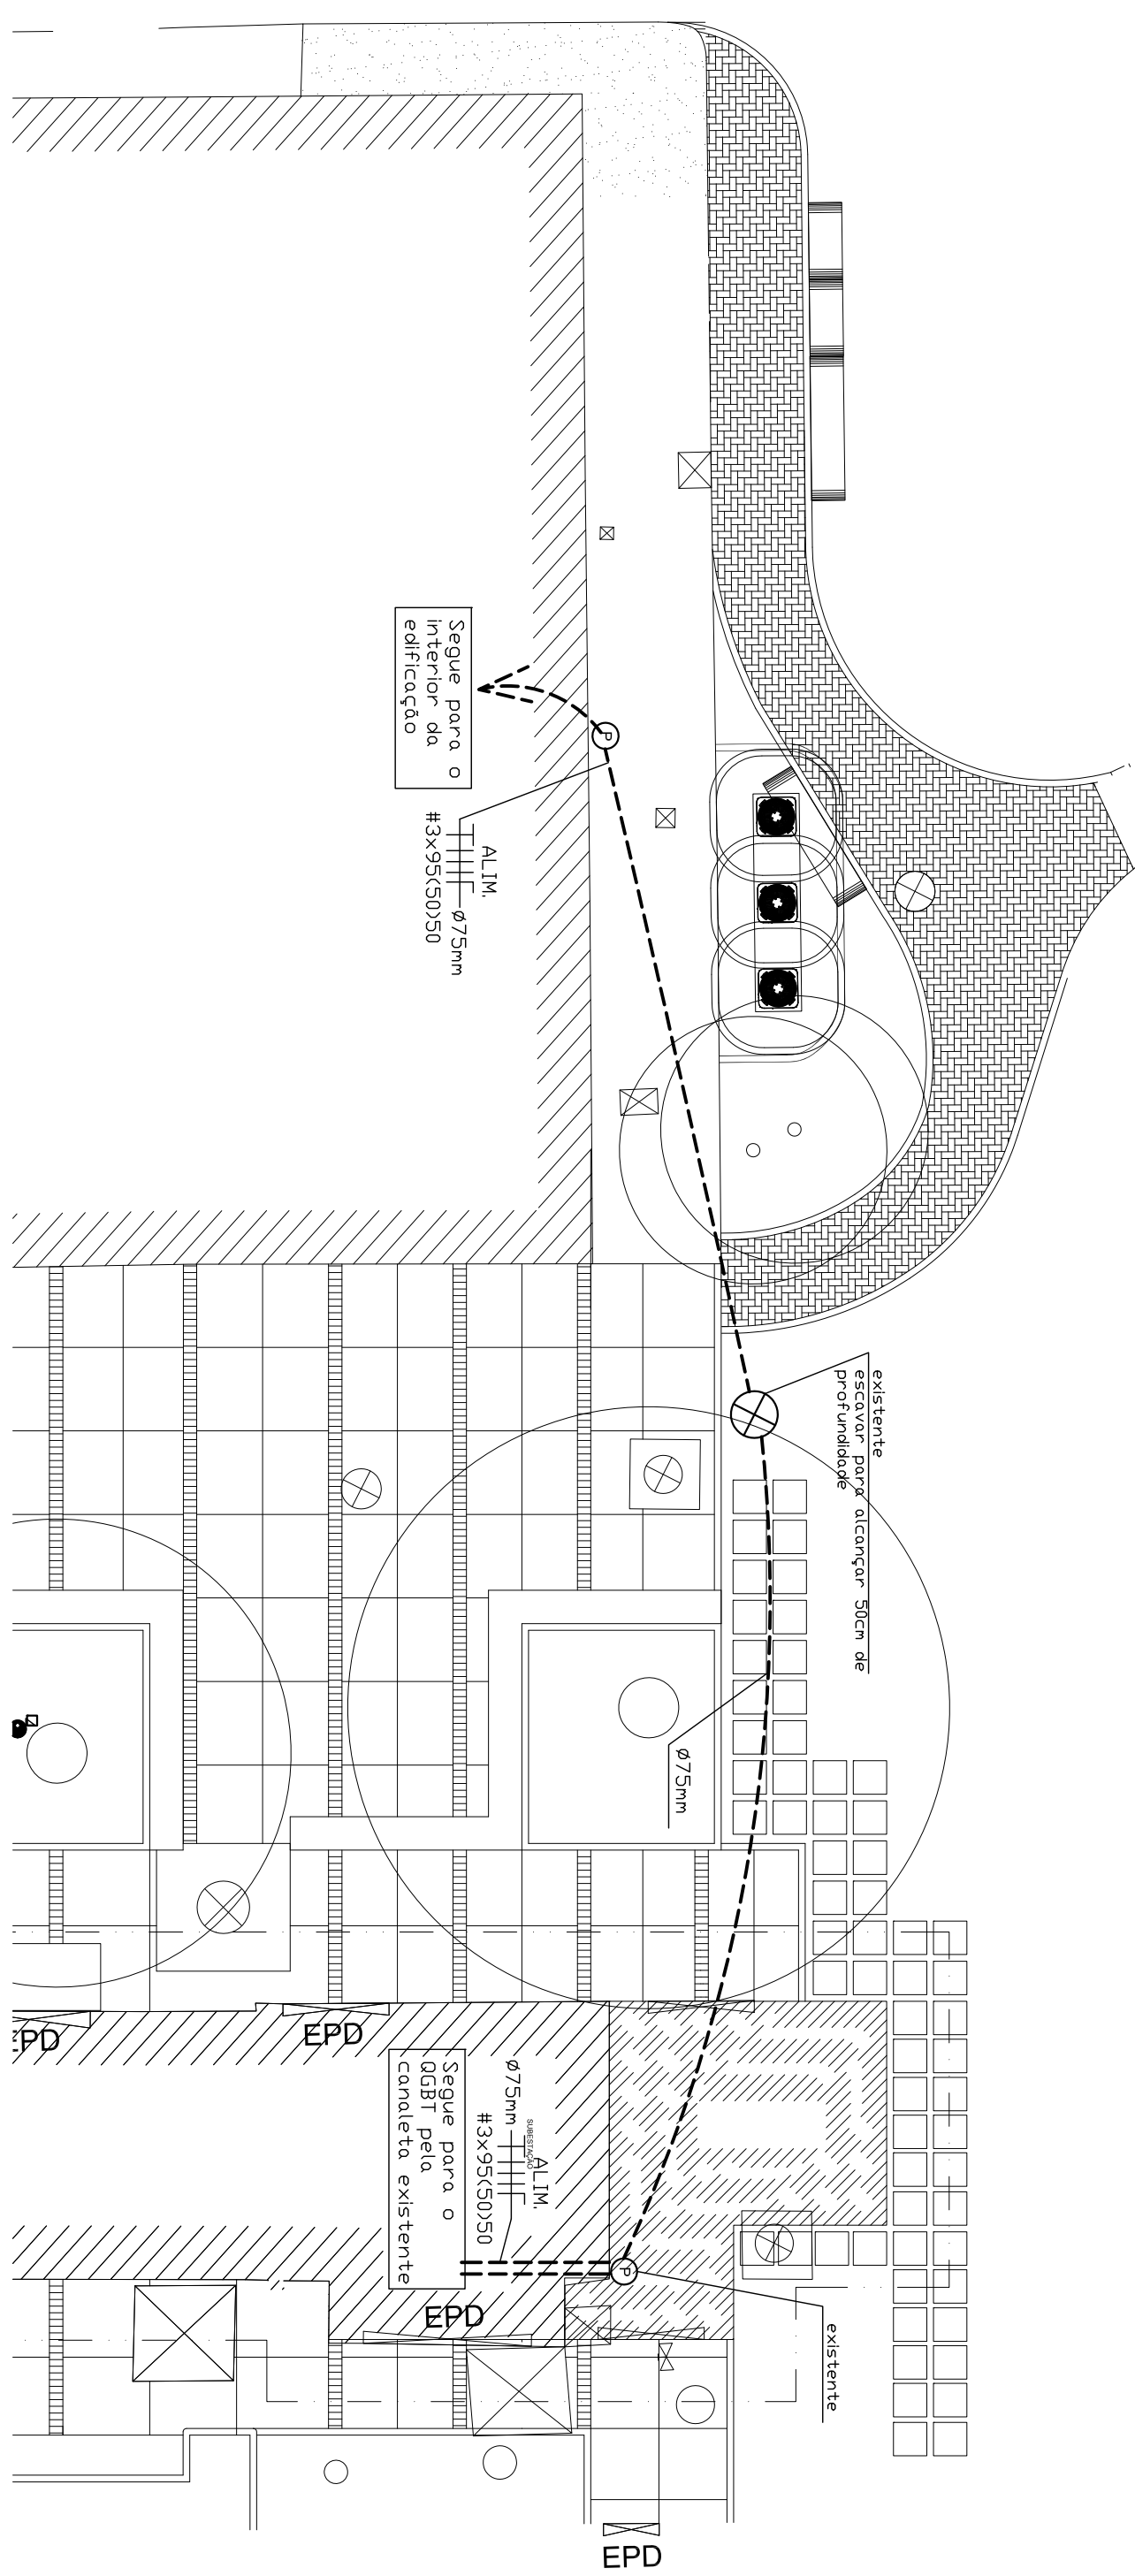 Segue para o
interior da
edificação
P
ALIM.
ø75mm
#3x95(50)50
existente
escavar para alcançar 50cm de
profundidade
ø75mm
EPD
EPD
ALIM.
SUBESTAÇÃO
ø75mm
#3x95(50)50
Segue para o
QGBT pela
canaleta existente
P
EPD
existente
EPD